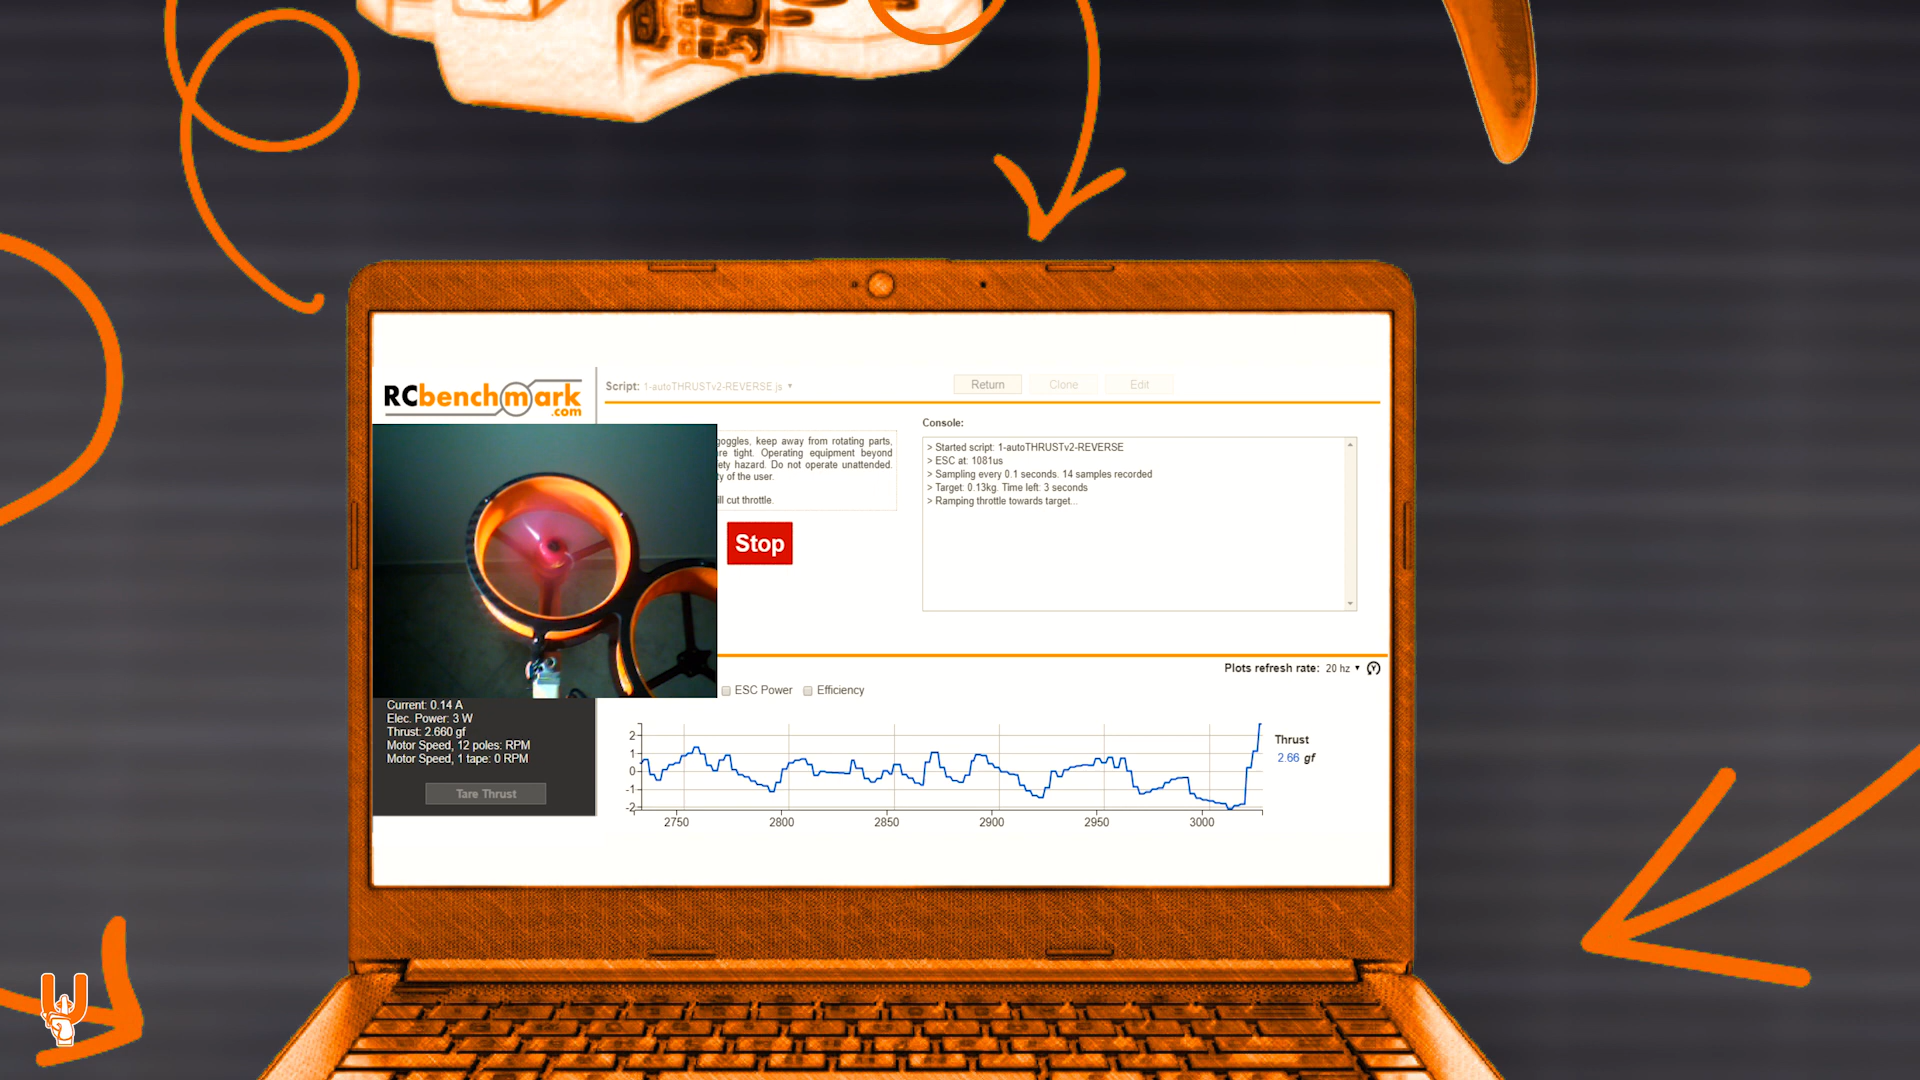 RCbenchmark
.com
Script: 1-autoTHRUSTv2-REVERSE.js
Return
Clone
Edit
goggles, keep away from rotating parts,
re tight. Operating equipment beyond
ety hazard. Do not operate unattended.
ty of the user.
ill cut throttle.
Stop
Console:
> Started script: 1-autoTHRUSTv2-REVERSE
> ESC at: 1081us
> Sampling every 0.1 seconds. 14 samples recorded
> Target: 0.13kg. Time left: 3 seconds
> Ramping throttle towards target...
Plots refresh rate: 20 hz
ESC Power
Efficiency
Current: 0.14 A
Elec. Power: 3 W
Thrust: 2.660 gf
Motor Speed, 12 poles: RPM
Motor Speed, 1 tape: 0 RPM
Tare Thrust
2
1
0
-1
-2
2750
2800
2850
2900
2950
3000
Thrust
2.66 gf